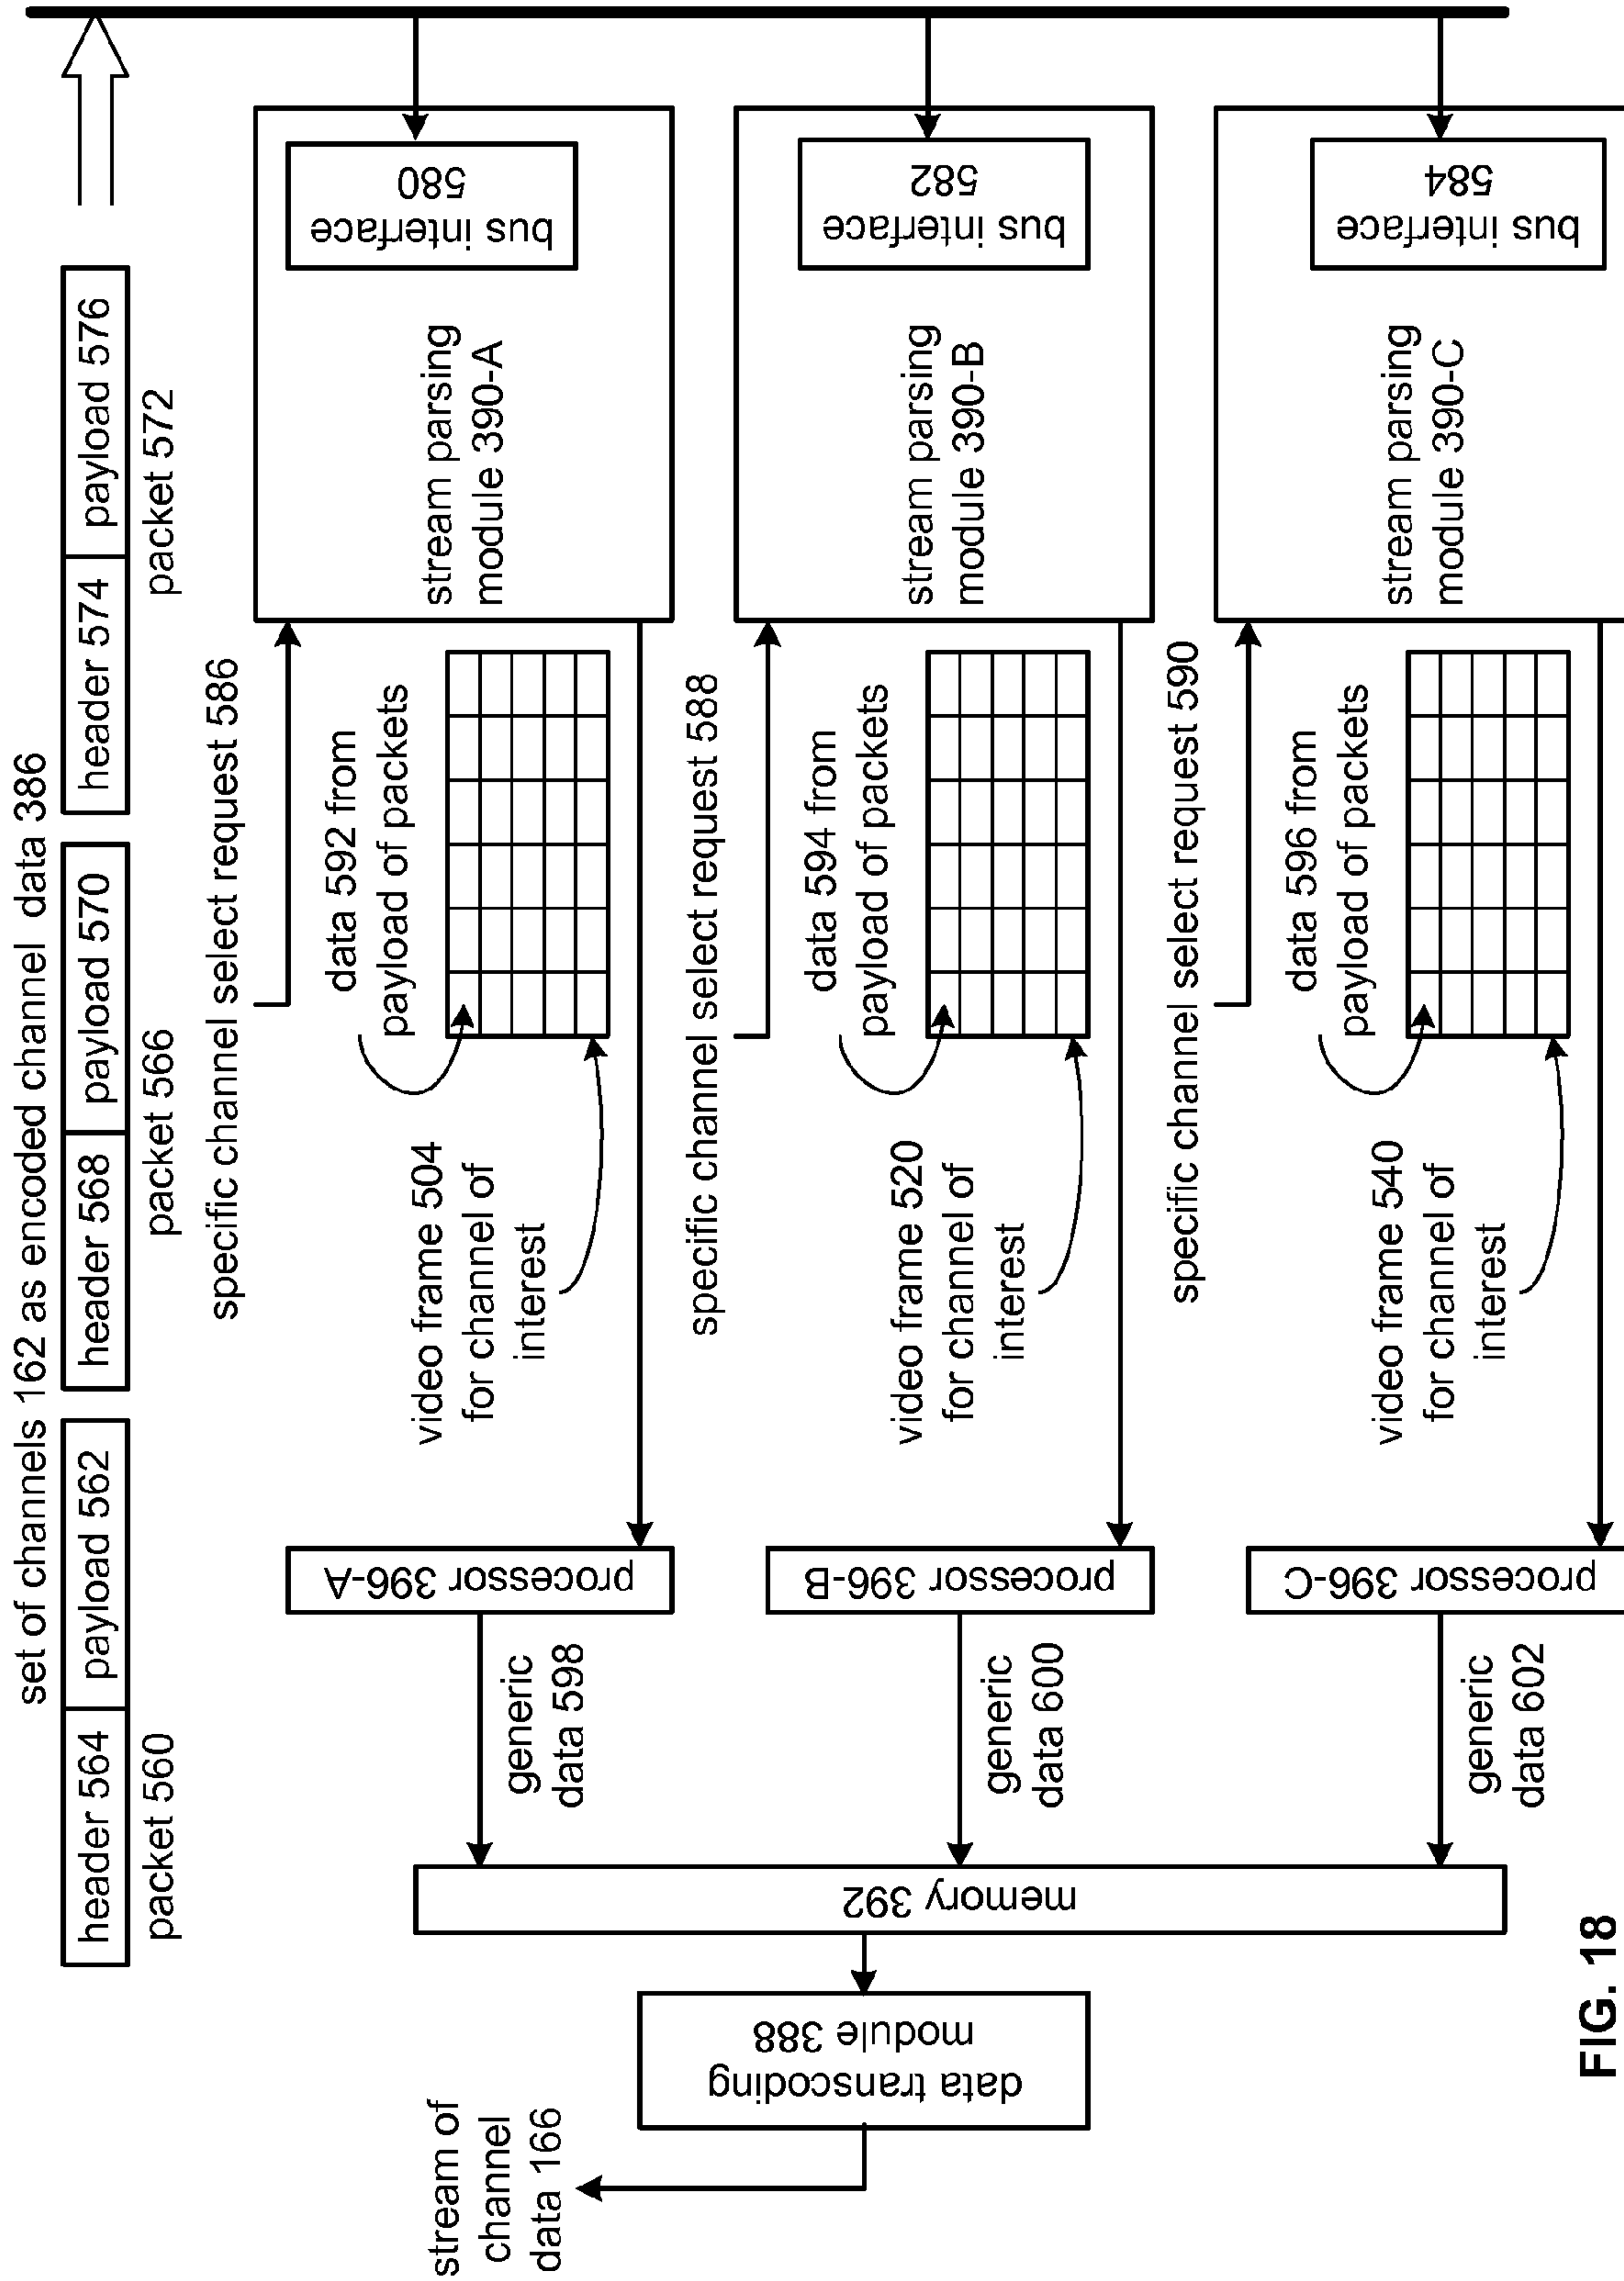 set of channels 162 as encoded channel data 386
header 564
payload 562
header 568
payload 570
header 574
payload 576
packet 560
packet 566
packet 572
specific channel select request 586
bus interface
580
stream parsing
module 390-A
data 592 from
payload of packets
video frame 504
for channel of
interest
processor 396-A
generic
data 598
specific channel select request 588
bus interface
582
stream parsing
module 390-B
data 594 from
payload of packets
video frame 520
for channel of
interest
processor 396-B
generic
data 600
specific channel select request 590
bus interface
584
stream parsing
module 390-C
data 596 from
payload of packets
video frame 540
for channel of
interest
processor 396-C
generic
data 602
memory 392
data transcoding
module 388
stream of
channel
data 166
FIG. 18